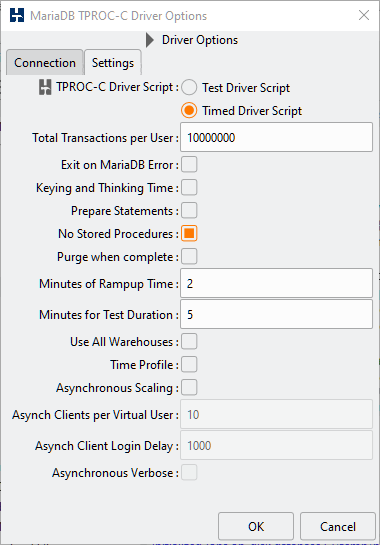 MariaDB TPROC-C Driver Options
Driver Options
Connection Settings
TPROC-C Driver Script : Test Driver Script
Timed Driver Script
Total Transactions per User : 10000000
Exit on MariaDB Error :
Keying and Thinking Time :
Prepare Statements :
No Stored Procedures :
Purge when complete :
Minutes of Rampup Time : 2
Minutes for Test Duration : 5
Use All Warehouses :
Time Profile :
Asynchronous Scaling :
Asynch Clients per Virtual User : 10
Asynch Client Login Delay : 1000
Asynchronous Verbose :
OK Cancel